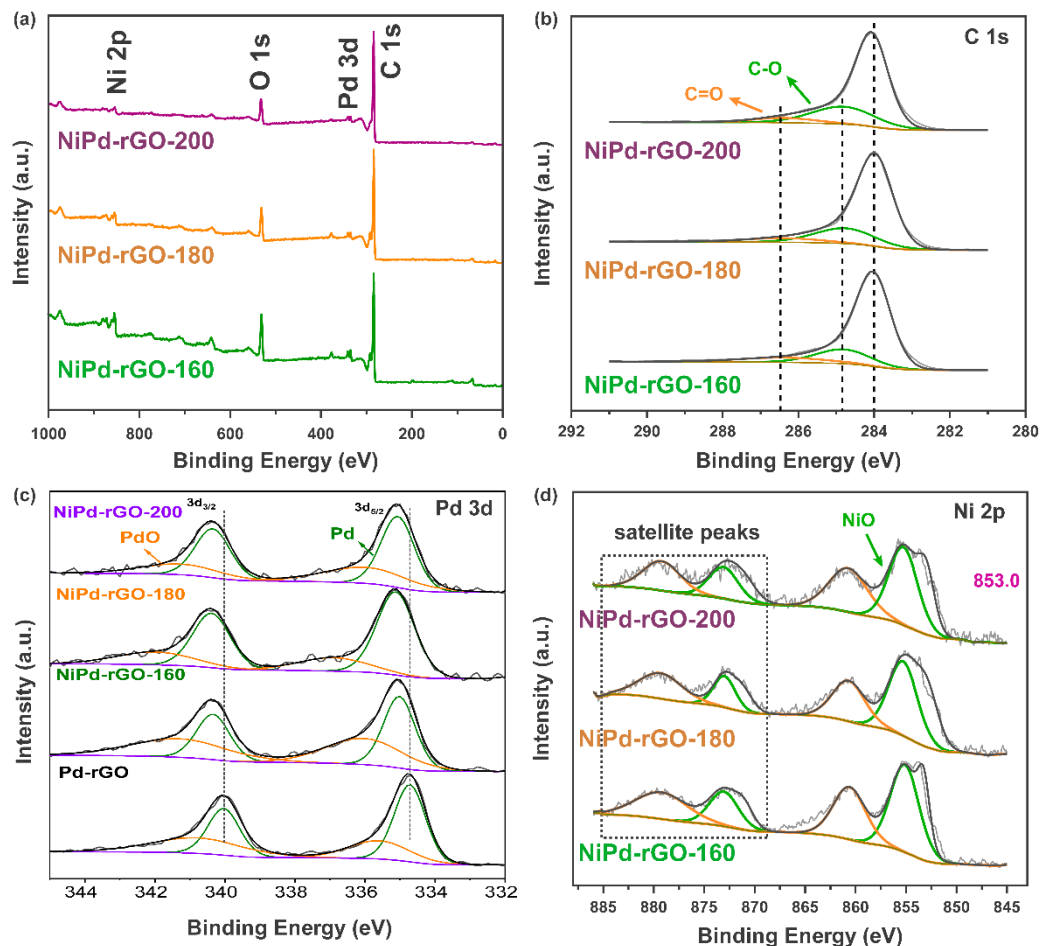 (a)
Ni 2p
O 1s
Pd 3d
C 1s
NiPd-rGO-200
NiPd-rGO-180
NiPd-rGO-160
Intensity (a.u.)
1000 800 600 400 200 0
Binding Energy (eV)
(b)
C 1s
C-O
C=O
NiPd-rGO-200
NiPd-rGO-180
NiPd-rGO-160
Intensity (a.u.)
292 290 288 286 284 282 280
Binding Energy (eV)
(c)
Pd 3d
3d3/2
3d5/2
NiPd-rGO-200
PdO
Pd
NiPd-rGO-180
NiPd-rGO-160
Pd-rGO
Intensity (a.u.)
344 342 340 338 336 334 332
Binding Energy (eV)
(d)
Ni 2p
NiO
satellite peaks
853.0
NiPd-rGO-200
NiPd-rGO-180
NiPd-rGO-160
Intensity (a.u.)
885 880 875 870 865 860 855 850 845
Binding Energy (eV)